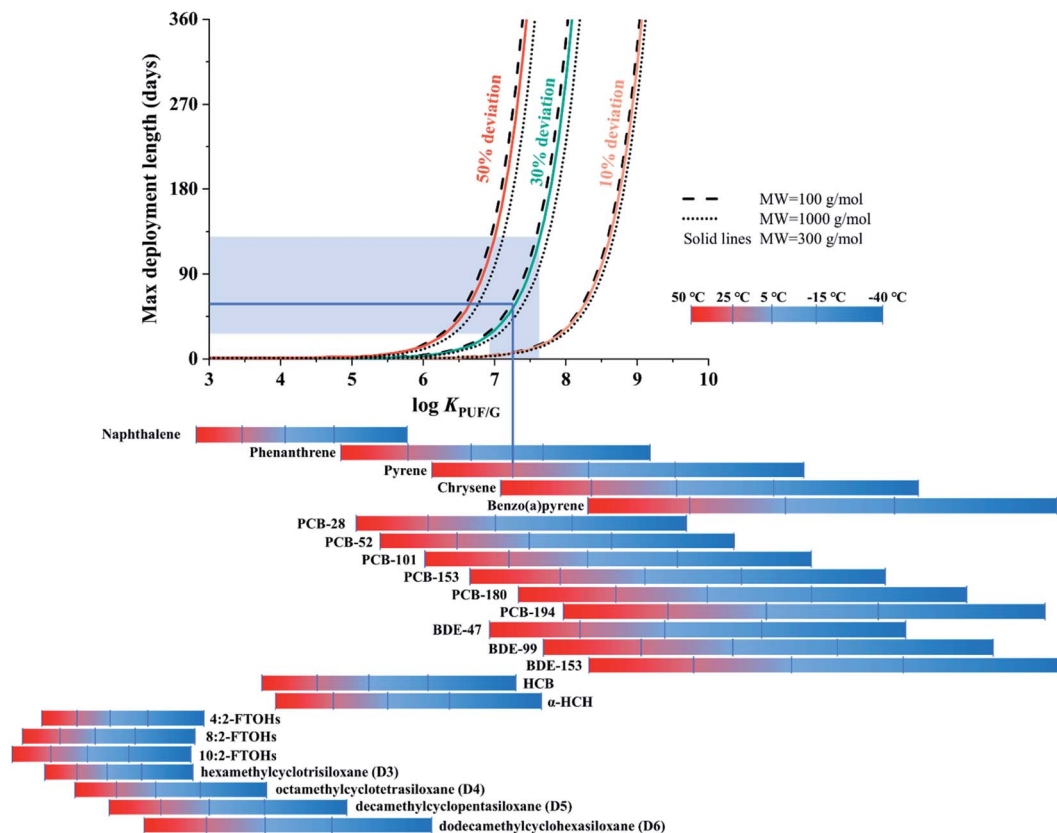 360
270
180
90
0
Max deployment length (days)
50% deviation
30% deviation
10% deviation
MW=100 g/mol
MW=1000 g/mol
Solid lines MW=300 g/mol
50 °C 25 °C 5 °C -15 °C -40 °C
3 4 5 6 7 8 9 10
log K_PUF/G
Naphthalene
Phenanthrene
Pyrene
Chrysene
Benzo(a)pyrene
PCB-28
PCB-52
PCB-101
PCB-153
PCB-180
PCB-194
BDE-47
BDE-99
BDE-153
HCB
α-HCH
4:2-FTOHs
8:2-FTOHs
10:2-FTOHs
hexamethylcyclotrisiloxane (D3)
octamethylcyclotetrasiloxane (D4)
decamethylcyclopentasiloxane (D5)
dodecamethylcyclohexasiloxane (D6)